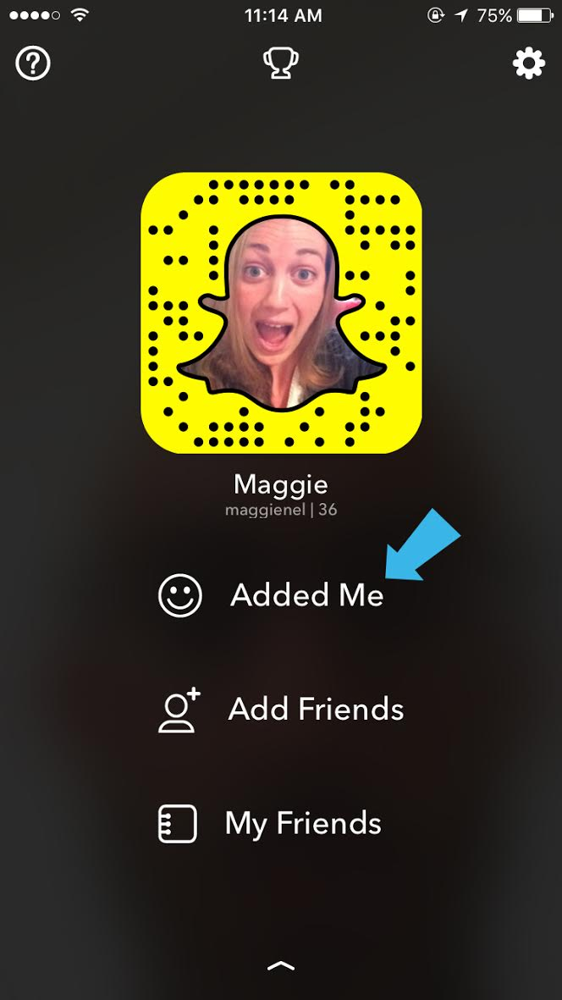 11:14 AM
75%
Maggie
maggienel | 36
Added Me
Add Friends
My Friends